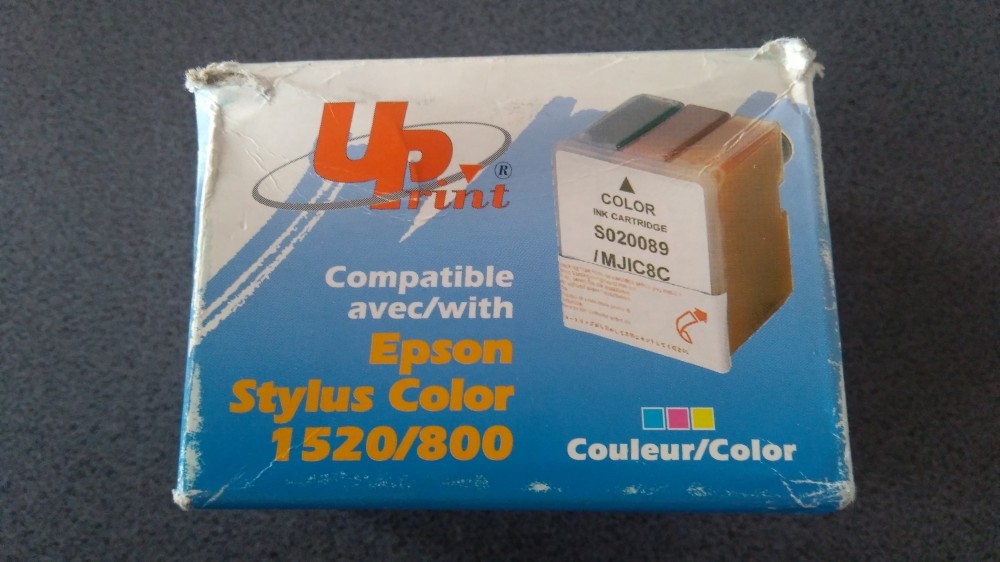 UPrint®
Compatible
avec/with
Epson
Stylus Color
1520/800
COLOR
INK CARTRIDGE
S020089
/MJIC8C
Couleur/Color